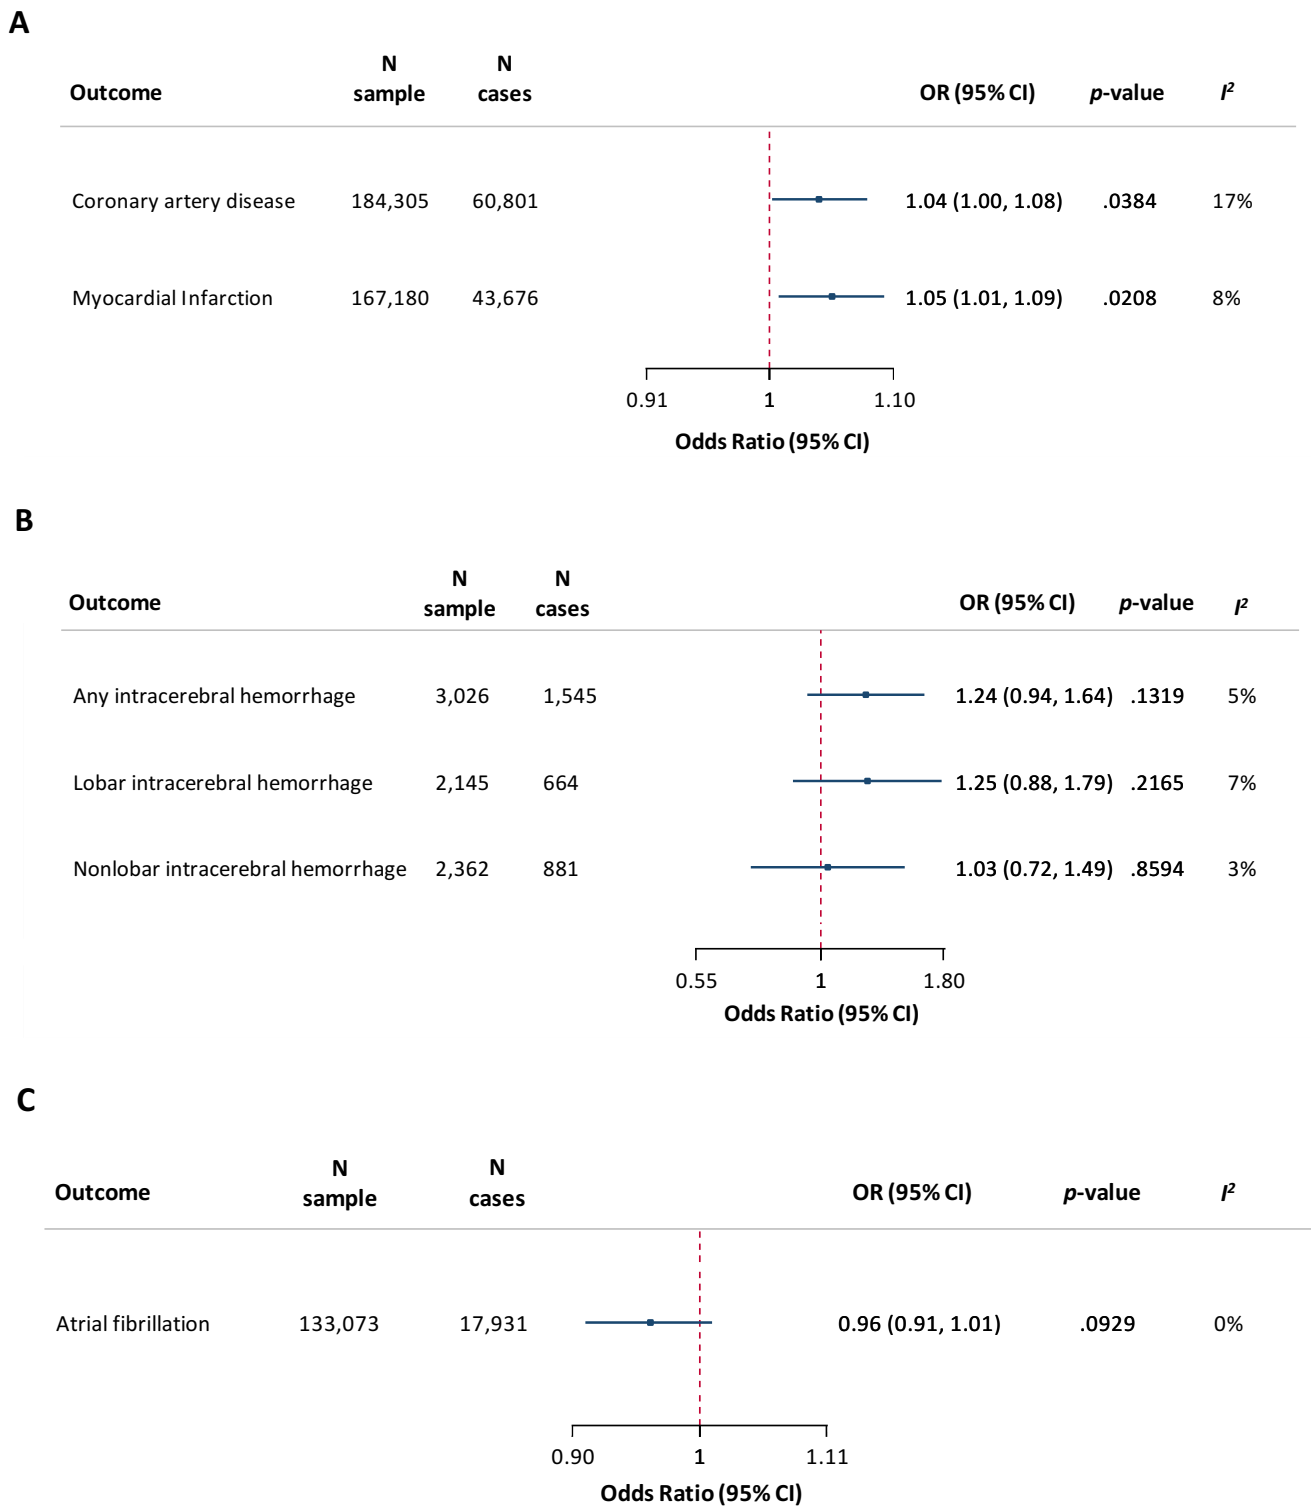 A
Outcome N sample N cases OR (95% CI) p-value I²
Coronary artery disease 184,305 60,801 1.04 (1.00, 1.08) .0384 17%
Myocardial Infarction 167,180 43,676 1.05 (1.01, 1.09) .0208 8%
0.91 1 1.10
Odds Ratio (95% CI)
B
Outcome N sample N cases OR (95% CI) p-value I²
Any intracerebral hemorrhage 3,026 1,545 1.24 (0.94, 1.64) .1319 5%
Lobar intracerebral hemorrhage 2,145 664 1.25 (0.88, 1.79) .2165 7%
Nonlobar intracerebral hemorrhage 2,362 881 1.03 (0.72, 1.49) .8594 3%
0.55 1 1.80
Odds Ratio (95% CI)
C
Outcome N sample N cases OR (95% CI) p-value I²
Atrial fibrillation 133,073 17,931 0.96 (0.91, 1.01) .0929 0%
0.90 1 1.11
Odds Ratio (95% CI)